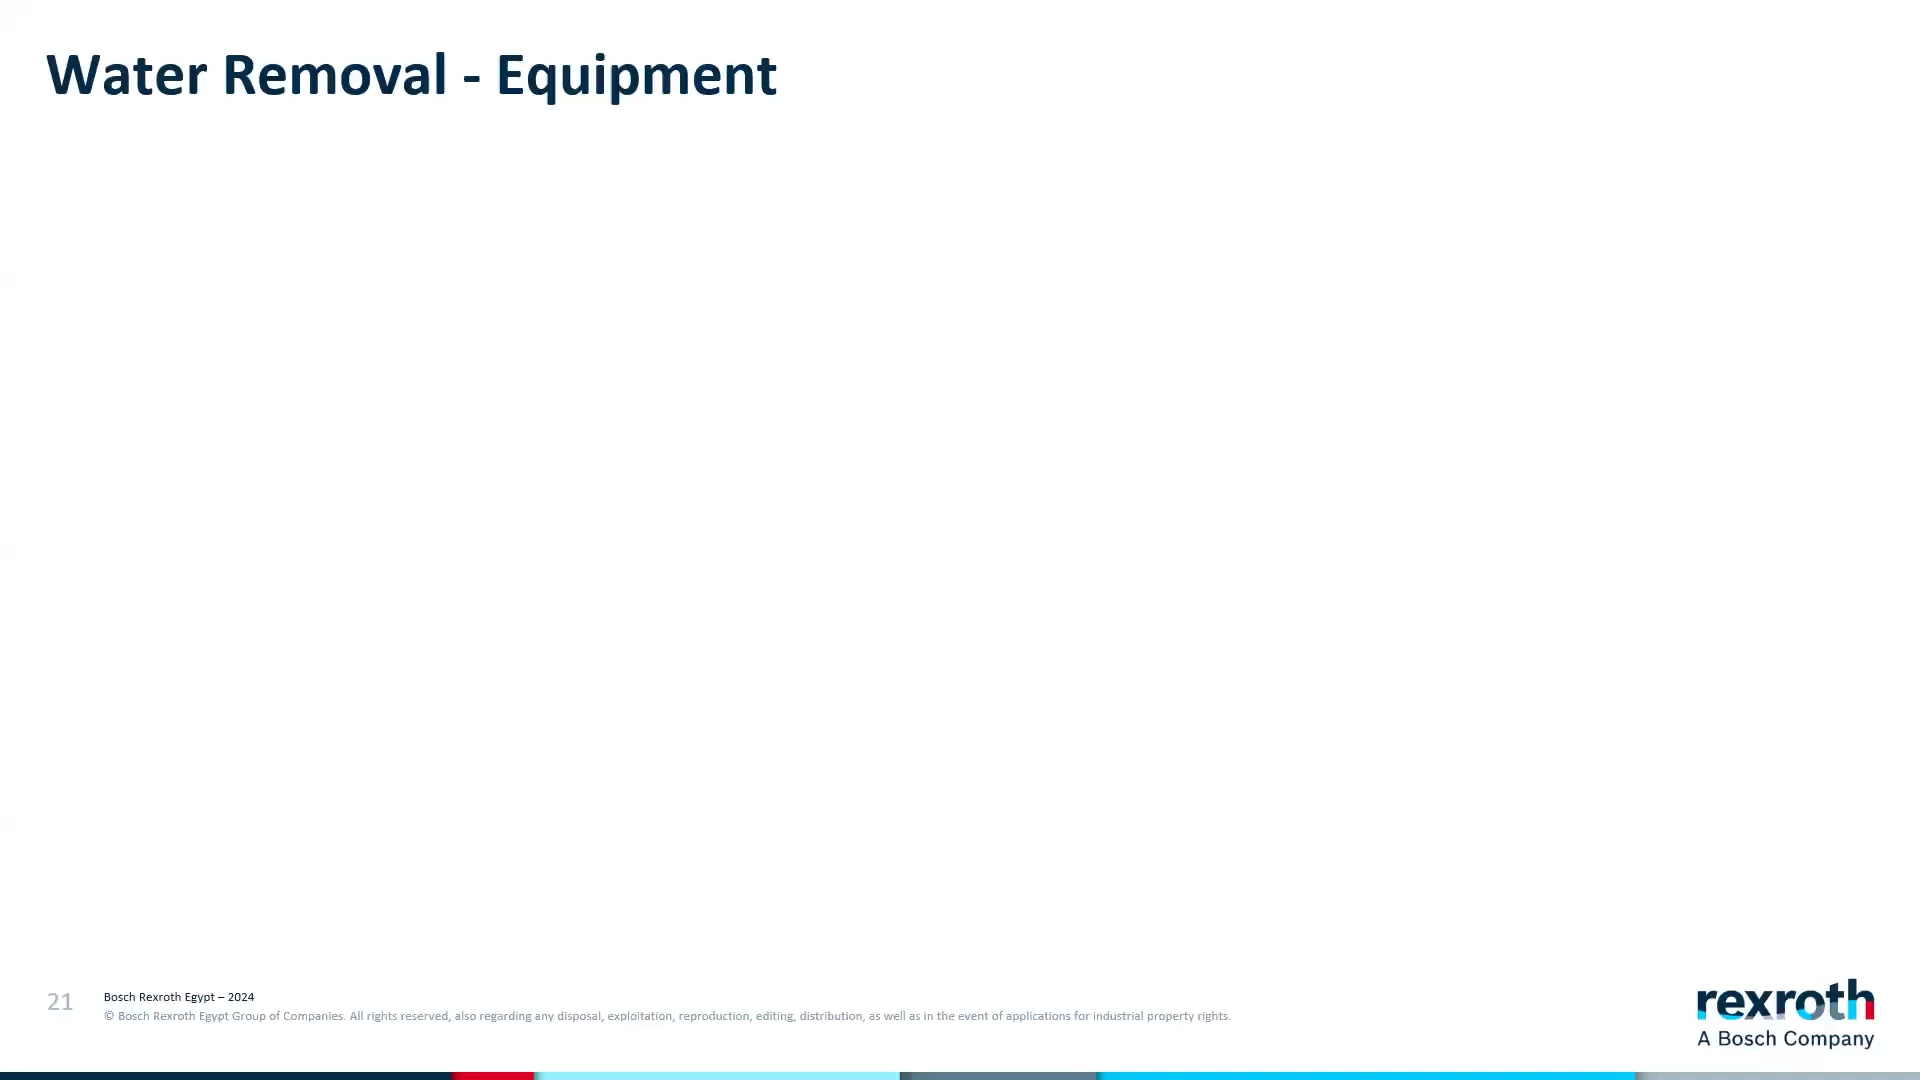 Water Removal - Equipment
21
Bosch Rexroth Egypt – 2024
© Bosch Rexroth Egypt Group of Companies. All rights reserved, also regarding any disposal, exploitation, reproduction, editing, distribution, as well as in the event of applications for industrial property rights.
rexroth
A Bosch Company